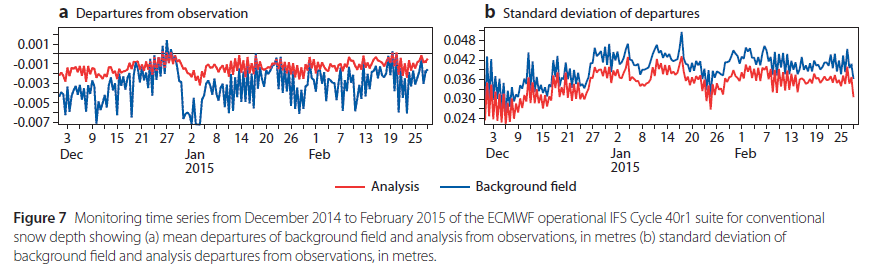 a Departures from observation
0.001
-0.001
-0.003
-0.005
-0.007
3 9 15 21 27 2 8 14 20 26 1 7 13 19 25
Dec Jan Feb
2015
b Standard deviation of departures
0.048
0.042
0.036
0.030
0.024
3 9 15 21 27 2 8 14 20 26 1 7 13 19 25
Dec Jan Feb
2015
Analysis Background field
Figure 7 Monitoring time series from December 2014 to February 2015 of the ECMWF operational IFS Cycle 40r1 suite for conventional
snow depth showing (a) mean departures of background field and analysis from observations, in metres (b) standard deviation of
background field and analysis departures from observations, in metres.